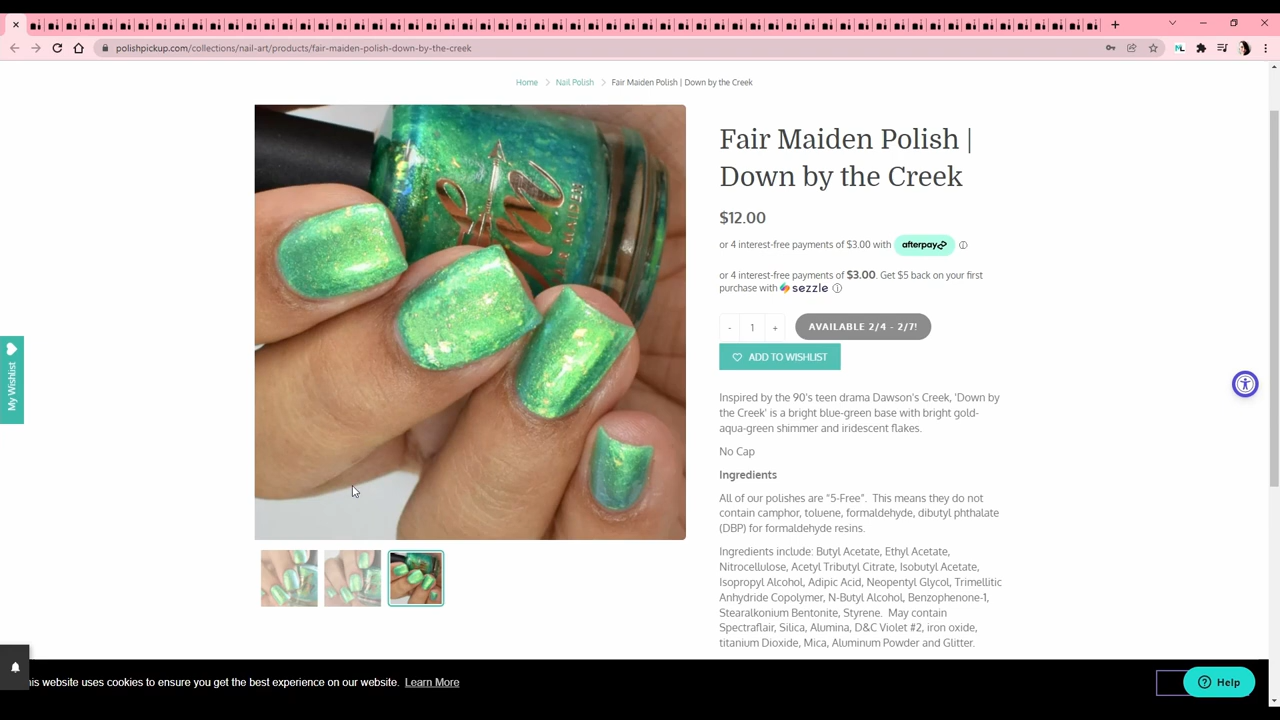 polishpickup.com/collections/nail-art/products/fair-maiden-polish-down-by-the-creek
Home > Nail Polish > Fair Maiden Polish | Down by the Creek
Fair Maiden Polish |
Down by the Creek
$12.00
or 4 interest-free payments of $3.00 with afterpay
or 4 interest-free payments of $3.00. Get $5 back on your first
purchase with sezzle
- 1 +
AVAILABLE 2/4 - 2/7!
ADD TO WISHLIST
My Wishlist
Inspired by the 90's teen drama Dawson's Creek, 'Down by
the Creek' is a bright blue-green base with bright gold-
aqua-green shimmer and iridescent flakes.
No Cap
Ingredients
All of our polishes are “5-Free”. This means they do not
contain camphor, toluene, formaldehyde, dibutyl phthalate
(DBP) for formaldehyde resins.
Ingredients include: Butyl Acetate, Ethyl Acetate,
Nitrocellulose, Acetyl Tributyl Citrate, Isobutyl Acetate,
Isopropyl Alcohol, Adipic Acid, Neopentyl Glycol, Trimellitic
Anhydride Copolymer, N-Butyl Alcohol, Benzophenone-1,
Stearalkonium Bentonite, Styrene. May contain
Spectraflair, Silica, Alumina, D&C Violet #2, iron oxide,
titanium Dioxide, Mica, Aluminum Powder and Glitter.
is website uses cookies to ensure you get the best experience on our website. Learn More
Help